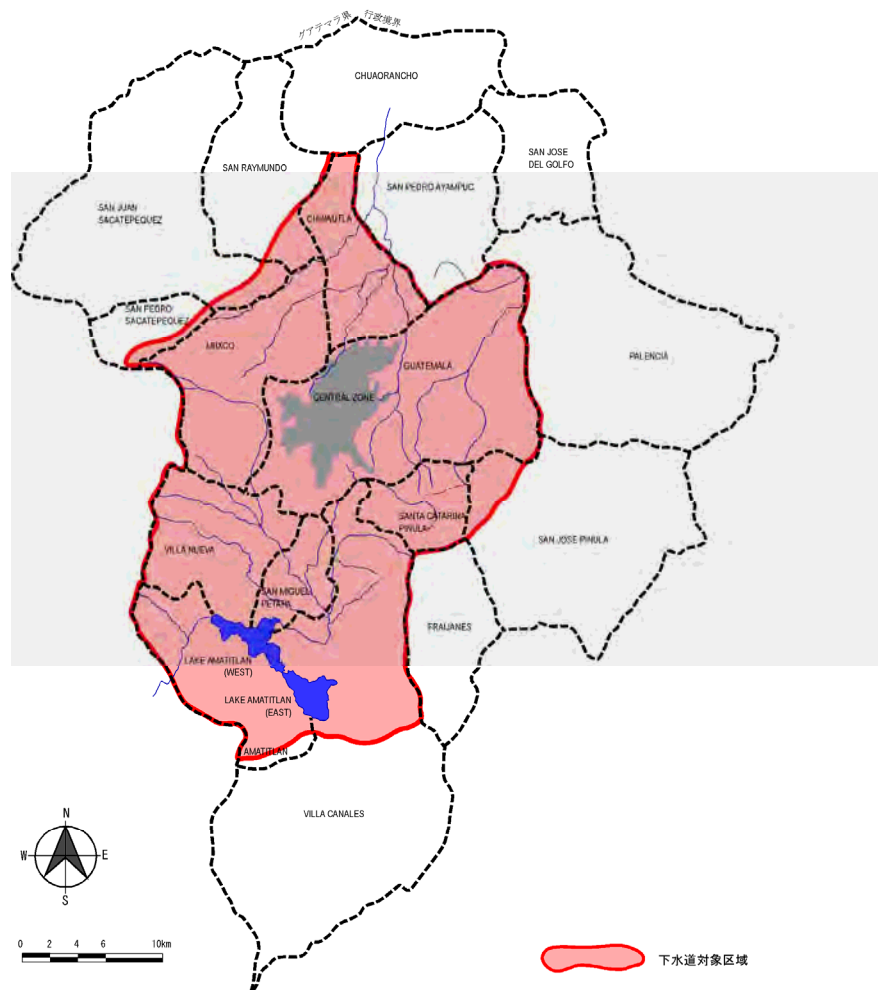 グアテマラ県 行政境界
CHUAORANCHO
SAN JOSE
DEL GOLFO
SAN RAYMUNDO
SAN PEDRO AYAMPUC
SAN JUAN
SACATEPEQUEZ
CHINAUTLA
SAN PEDRO
SACATEPEQUEZ
MIXCO
PALENCIA
GUATEMALA
CENTRAL ZONE
SANTA CATARINA
PINULA
SAN JOSE PINULA
VILLA NUEVA
SAN MIGUEL
PETAPA
FRAIJANES
LAKE AMATITLAN
(WEST)
LAKE AMATITLAN
(EAST)
AMATITLAN
VILLA CANALES
N
W
E
S
0 2 4 6 10km
下水道対象区域